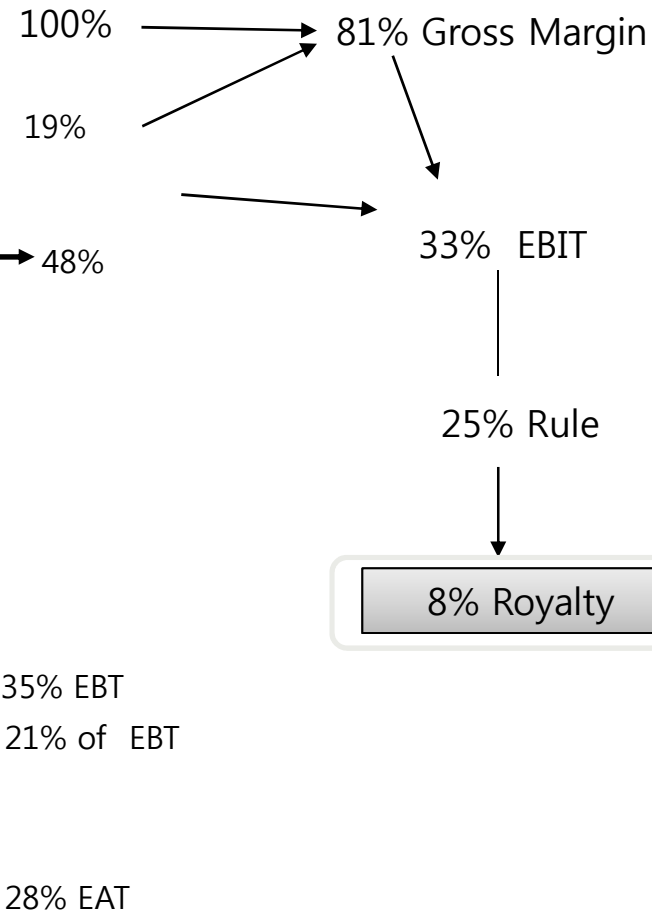 100%
81% Gross Margin
19%
33% EBIT
48%
25% Rule
8% Royalty
35% EBT
21% of EBT
28% EAT